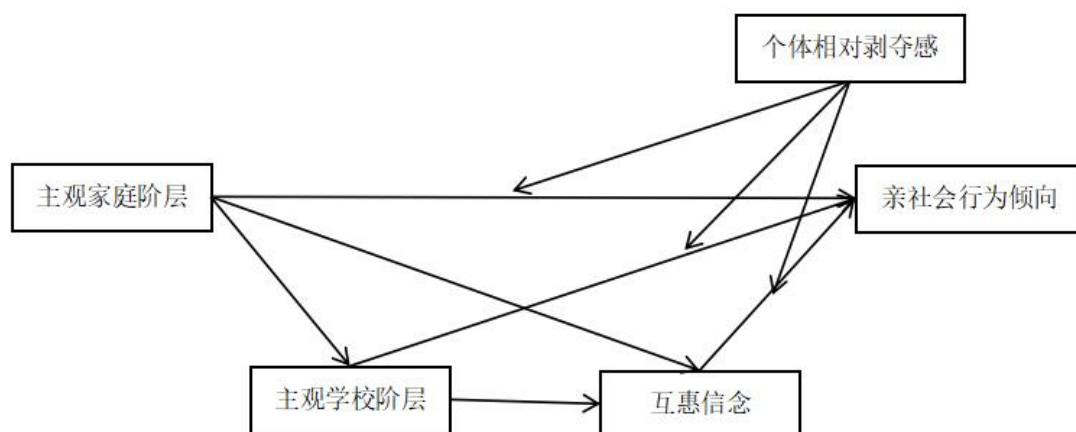 个体相对剥夺感
主观家庭阶层
亲社会行为倾向
主观学校阶层
互惠信念